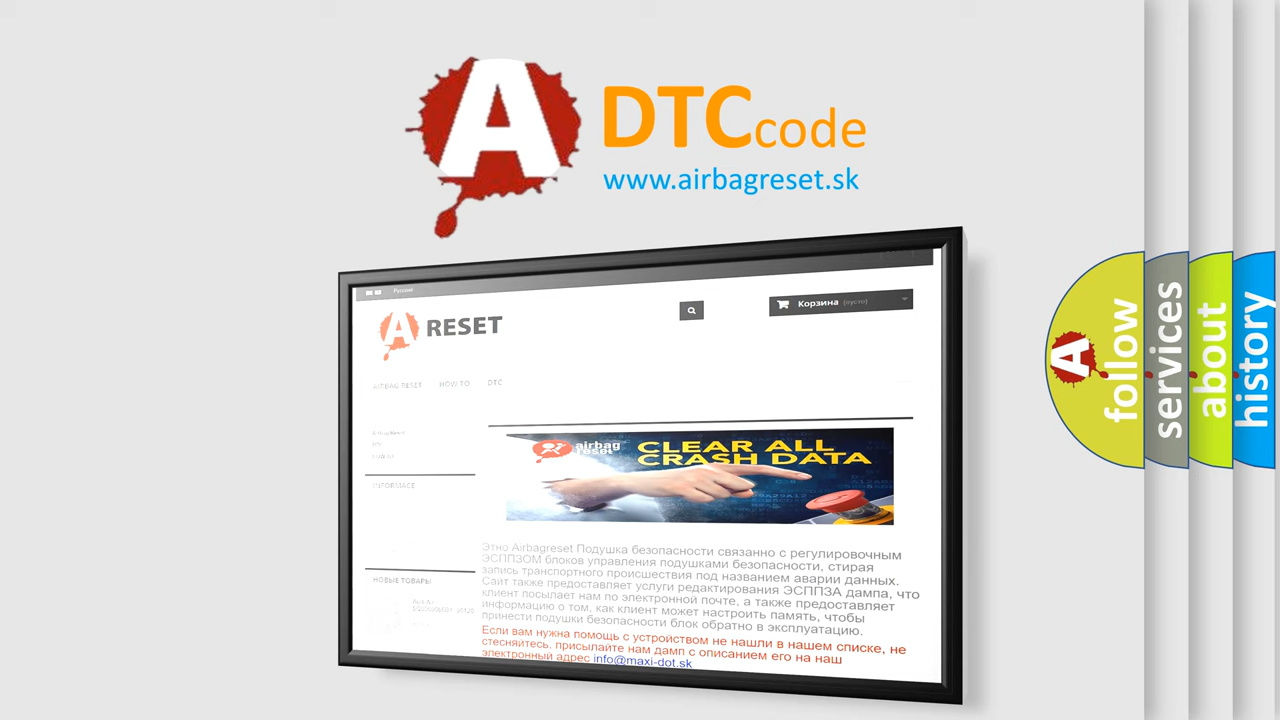 A DTCcode
www.airbagreset.sk
Русский
Корзина (пусто)
A RESET
AIRBAG RESET HOW TO DTC
INFORMACE
airbag reset
CLEAR ALL
CRASH DATA
Этно Airbagreset Подушка безопасности связанно с регулировочным
ЭСППЗОМ блоков управления подушками безопасности, стирая
запись транспортного происшествия под названием аварии данных.
Сайт также предоставляет услуги редактирования ЭСППЗА дампа, что
клиент посылает нам по электронной почте, а также предоставляет
информацию о том, как клиент может настроить память, чтобы
принести подушки безопасности блок обратно в эксплуатацию.
Если вам нужна помощь с устройством не нашли в нашем списке, не
стесняйтесь, присылайте нам дамп с описанием его на наш
электронный адрес info@maxi-dot.sk
НОВЫЕ ТОВАРЫ
A follow
services
about
history